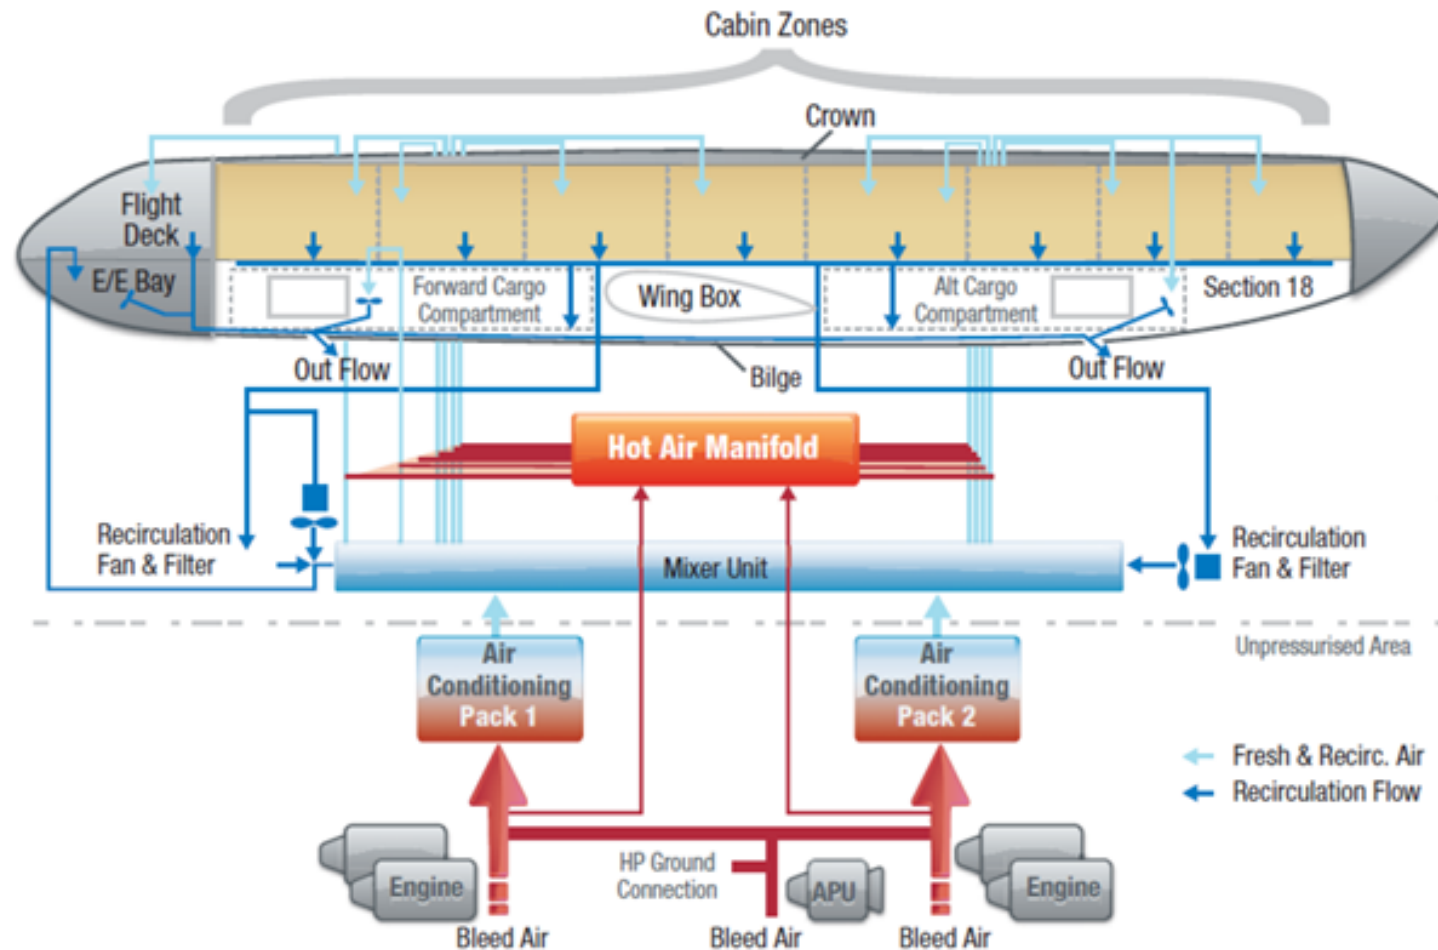 Cabin Zones
Crown
Flight
Deck
E/E Bay
Forward Cargo
Compartment
Wing Box
Alt Cargo
Compartment
Section 18
Out Flow
Bilge
Out Flow
Hot Air Manifold
Recirculation
Fan & Filter
Mixer Unit
Recirculation
Fan & Filter
Unpressurised Area
Air
Conditioning
Pack 1
Air
Conditioning
Pack 2
Fresh & Recirc. Air
Recirculation Flow
Engine
HP Ground
Connection
APU
Engine
Bleed Air
Bleed Air
Bleed Air